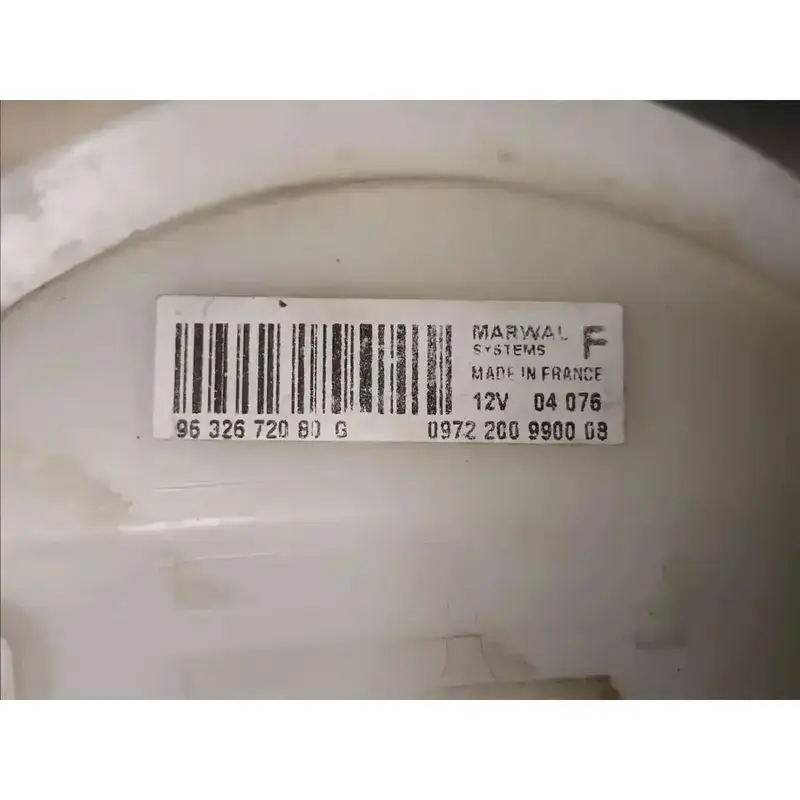 MARWAL F
SYSTEMS
MADE IN FRANCE
12V 04 076
96 326 720 80 G 0972 200 9900 08